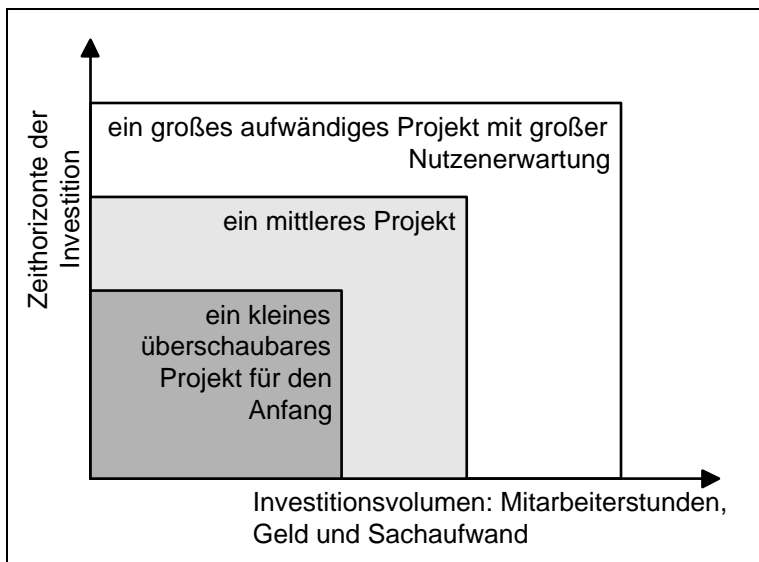 Zeithorizonte der
Investition
ein großes aufwändiges Projekt mit großer
Nutzenerwartung
ein mittleres Projekt
ein kleines
überschaubares
Projekt für den
Anfang
Investitionsvolumen: Mitarbeiterstunden,
Geld und Sachaufwand